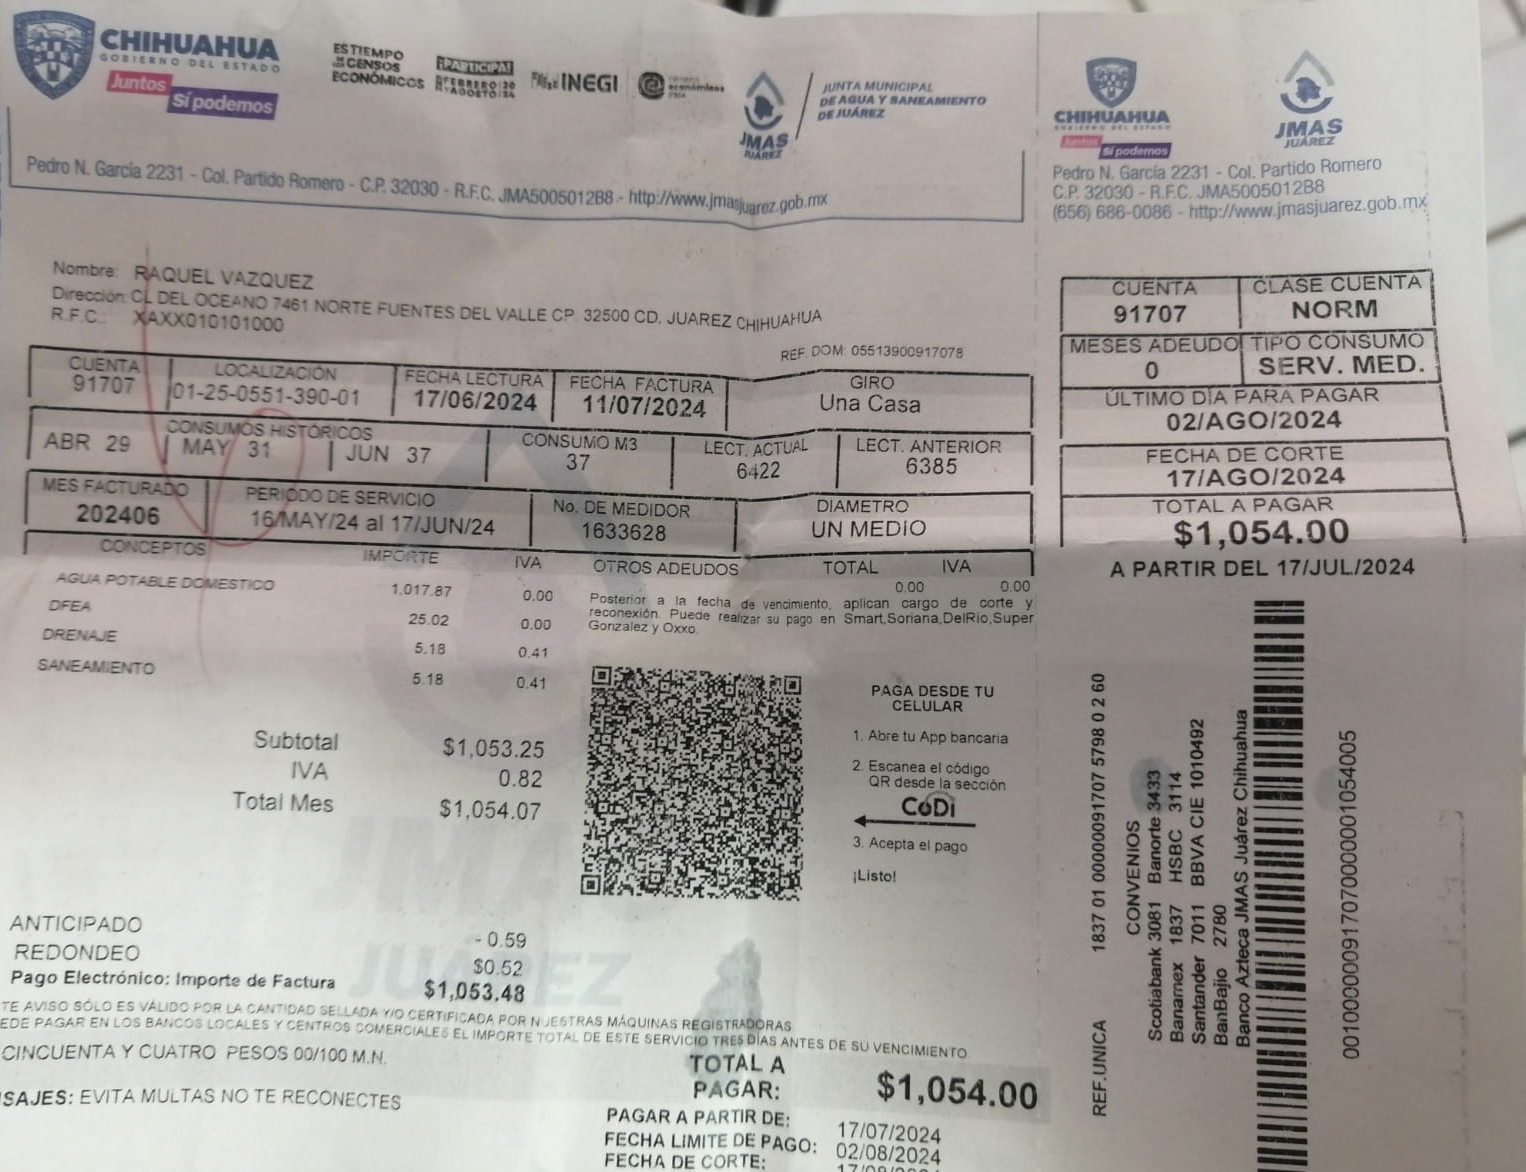 CHIHUAHUA
GOBIERNO DEL ESTADO
Juntos
Sí podemos
ES TIEMPO
DE CENSOS
ECONÓMICOS
¡PARTICIPA!
INEGI
JMAS
JUÁREZ
JUNTA MUNICIPAL
DE AGUA Y SANEAMIENTO
DE JUÁREZ
Pedro N. García 2231 - Col. Partido Romero - C.P. 32030 - R.F.C. JMA5005012B8 - http://www.jmasjuarez.gob.mx
Nombre: RAQUEL VAZQUEZ
Dirección: CL DEL OCEANO 7461 NORTE FUENTES DEL VALLE CP. 32500 CD. JUAREZ CHIHUAHUA
R.F.C.: XAXX010101000
REF. DOM: 05513900917078
CUENTA LOCALIZACIÓN FECHA LECTURA FECHA FACTURA GIRO
91707 01-25-0551-390-01 17/06/2024 11/07/2024 Una Casa
CONSUMOS HISTÓRICOS CONSUMO M3 LECT. ACTUAL LECT. ANTERIOR
ABR 29 MAY 31 JUN 37 37 6422 6385
MES FACTURADO PERIODO DE SERVICIO No. DE MEDIDOR DIAMETRO
202406 16/MAY/24 al 17/JUN/24 1633628 UN MEDIO
CONCEPTOS IMPORTE IVA OTROS ADEUDOS TOTAL IVA
0.00 0.00
AGUA POTABLE DOMESTICO 1.017.87 0.00
DFEA 25.02 0.00
DRENAJE 5.18 0.41
SANEAMIENTO 5.18 0.41
Posterior a la fecha de vencimiento, aplican cargo de corte y
reconexión. Puede realizar su pago en Smart,Soriana,DelRio,Super
Gonzalez y Oxxo.
Subtotal $1,053.25
IVA 0.82
Total Mes $1,054.07
PAGA DESDE TU
CELULAR
1. Abre tu App bancaria
2. Escanea el código
QR desde la sección
CoDi
3. Acepta el pago
¡Listo!
ANTICIPADO - 0.59
REDONDEO $0.52
Pago Electrónico: Importe de Factura $1,053.48
TE AVISO SÓLO ES VÁLIDO POR LA CANTIDAD SELLADA Y/O CERTIFICADA POR NUESTRAS MÁQUINAS REGISTRADORAS
EDE PAGAR EN LOS BANCOS LOCALES Y CENTROS COMERCIALES EL IMPORTE TOTAL DE ESTE SERVICIO TRES DÍAS ANTES DE SU VENCIMIENTO
CINCUENTA Y CUATRO PESOS 00/100 M.N.
SAJES: EVITA MULTAS NO TE RECONECTES
TOTAL A
PAGAR: $1,054.00
PAGAR A PARTIR DE: 17/07/2024
FECHA LIMITE DE PAGO: 02/08/2024
FECHA DE CORTE:
JMAS
JUÁREZ
CHIHUAHUA
GOBIERNO DEL ESTADO
Juntos
Sí podemos
JMAS
JUÁREZ
Pedro N. García 2231 - Col. Partido Romero
C.P. 32030 - R.F.C. JMA5005012B8
(656) 686-0086 - http://www.jmasjuarez.gob.mx
CUENTA CLASE CUENTA
91707 NORM
MESES ADEUDO TIPO CONSUMO
0 SERV. MED.
ÚLTIMO DÍA PARA PAGAR
02/AGO/2024
FECHA DE CORTE
17/AGO/2024
TOTAL A PAGAR
$1,054.00
A PARTIR DEL 17/JUL/2024
REF.UNICA 1837 01 00000091707 5798 0 2 60
CONVENIOS
Scotiabank 3081 Banorte 3433
Banamex 1837 HSBC 3114
Santander 7011 BBVA CIE 1010492
BanBajio 2780
Banco Azteca JMAS Juárez Chihuahua